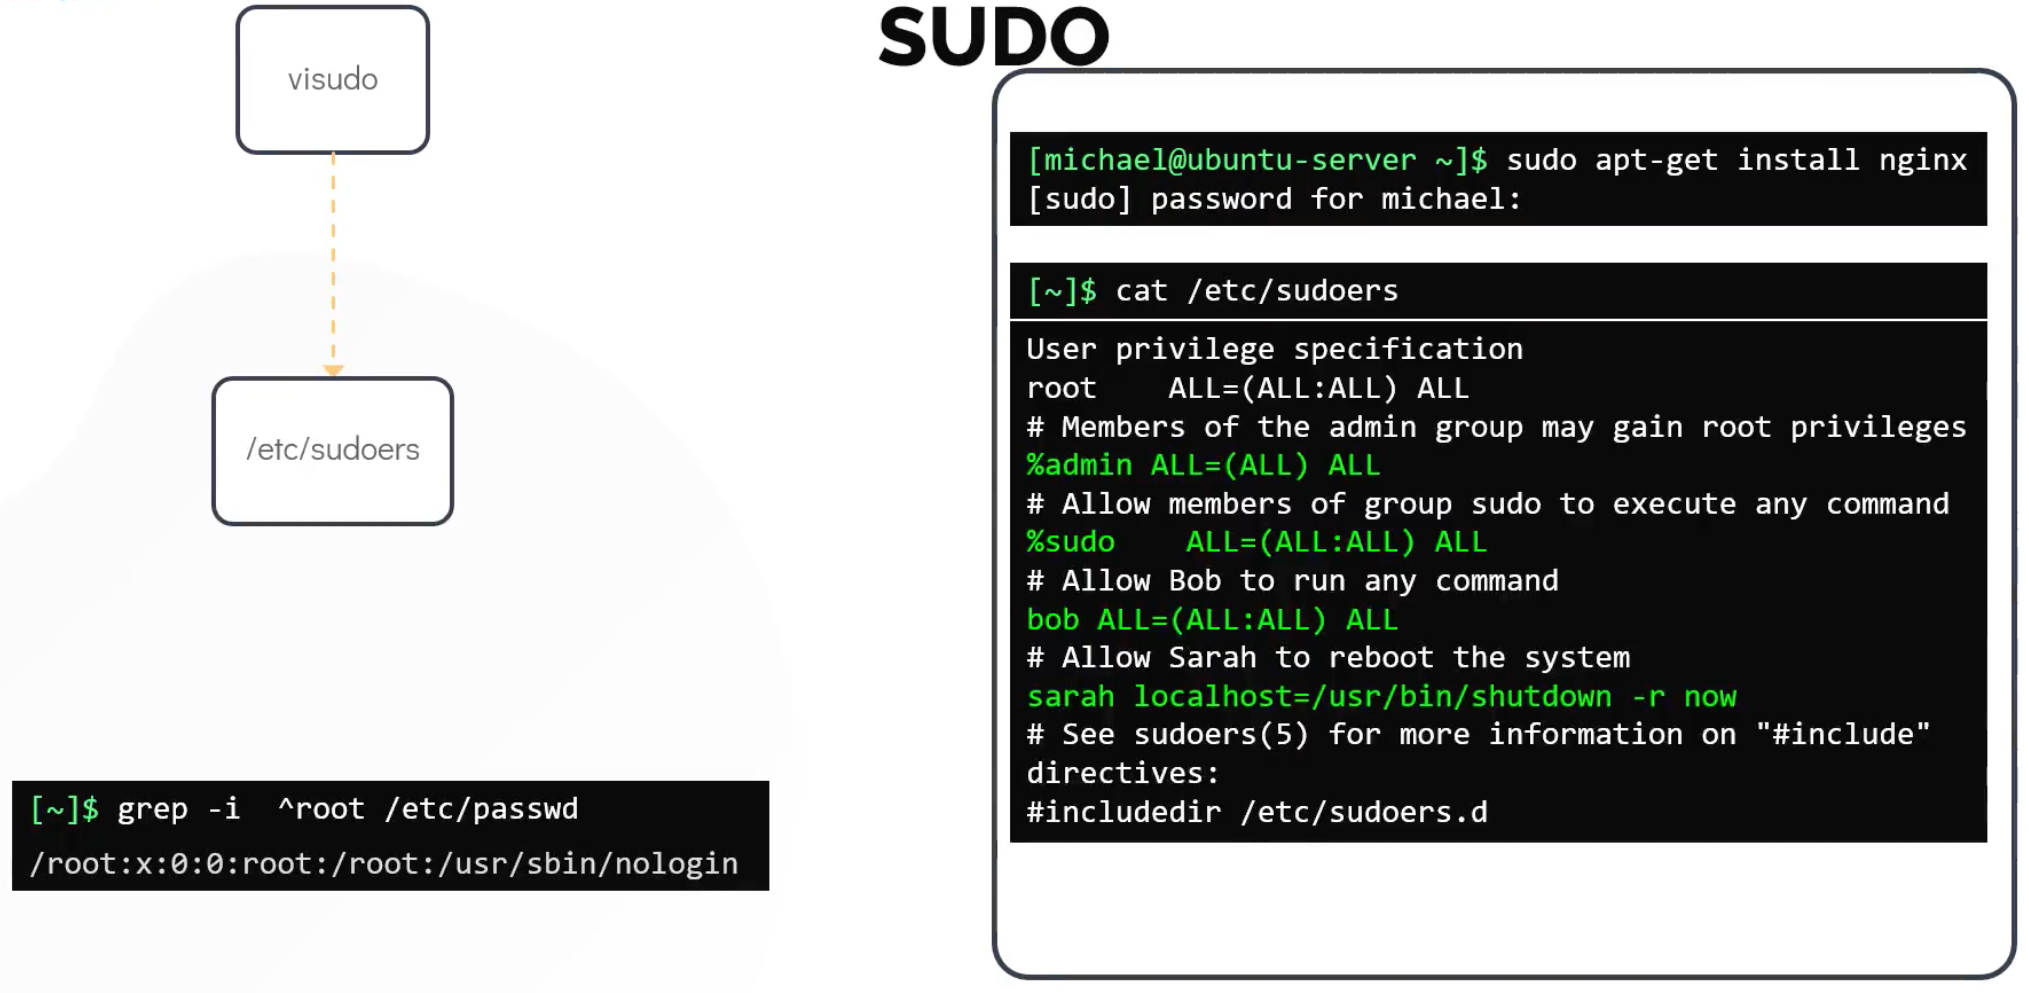 SUDO
visudo
/etc/sudoers
[~]$ grep -i  ^root /etc/passwd
/root:x:0:0:root:/root:/usr/sbin/nologin
[michael@ubuntu-server ~]$ sudo apt-get install nginx
[sudo] password for michael:
[~]$ cat /etc/sudoers
User privilege specification
root    ALL=(ALL:ALL) ALL
# Members of the admin group may gain root privileges
%admin ALL=(ALL) ALL
# Allow members of group sudo to execute any command
%sudo    ALL=(ALL:ALL) ALL
# Allow Bob to run any command
bob ALL=(ALL:ALL) ALL
# Allow Sarah to reboot the system
sarah localhost=/usr/bin/shutdown -r now
# See sudoers(5) for more information on "#include"
directives:
#includedir /etc/sudoers.d